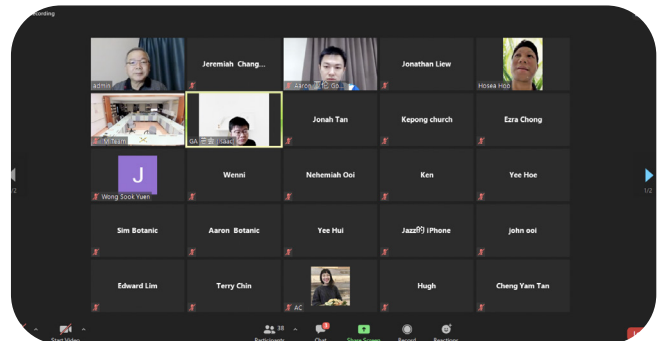 Recording
admin
Jeremiah Chang...
Jonathan Liew
Hosea Hoo
MiTeam
Jonah Tan
Kepong church
Ezra Chong
J
Wong Sook Yuen
Wenni
Nehemiah Ooi
Ken
Yee Hoe
1/2
1/2
Sim Botanic
Aaron Botanic
Yee Hui
Jazz的 iPhone
john ooi
Edward Lim
Terry Chin
AC
Hugh
Cheng Yam Tan
38
3
Start Video
Participants
Chat
Share Screen
Record
Reactions